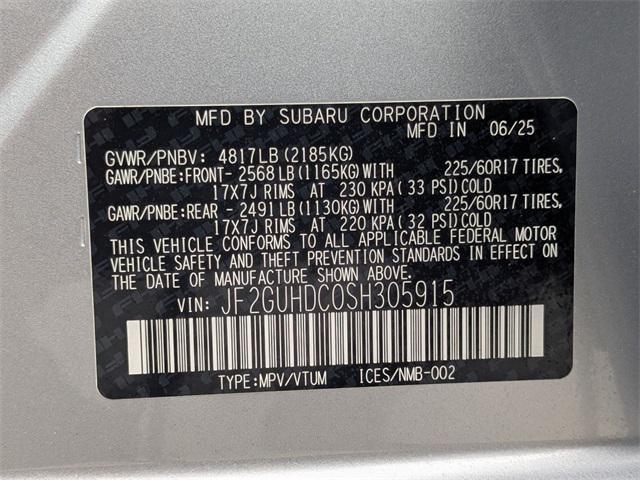 MFD BY SUBARU CORPORATION
MFD IN 06/25
GVWR/PNBV: 4817LB(2185KG)
GAWR/PNBE:FRONT- 2568 LB(1165KG)WITH 225/60R17 TIRES,
17X7J RIMS AT 230 KPA( 33 PSI)COLD
GAWR/PNBE:REAR - 2491 LB(1130KG)WITH 225/60R17 TIRES,
17X7J RIMS AT 220 KPA( 32 PSI)COLD
THIS VEHICLE CONFORMS TO ALL APPLICABLE FEDERAL MOTOR
VEHICLE SAFETY AND THEFT PREVENTION STANDARDS IN EFFECT ON
THE DATE OF MANUFACTURE SHOWN ABOVE.
VIN: JF2GUHDC0SH305915
TYPE:MPV/VTUM ICES/NMB-002